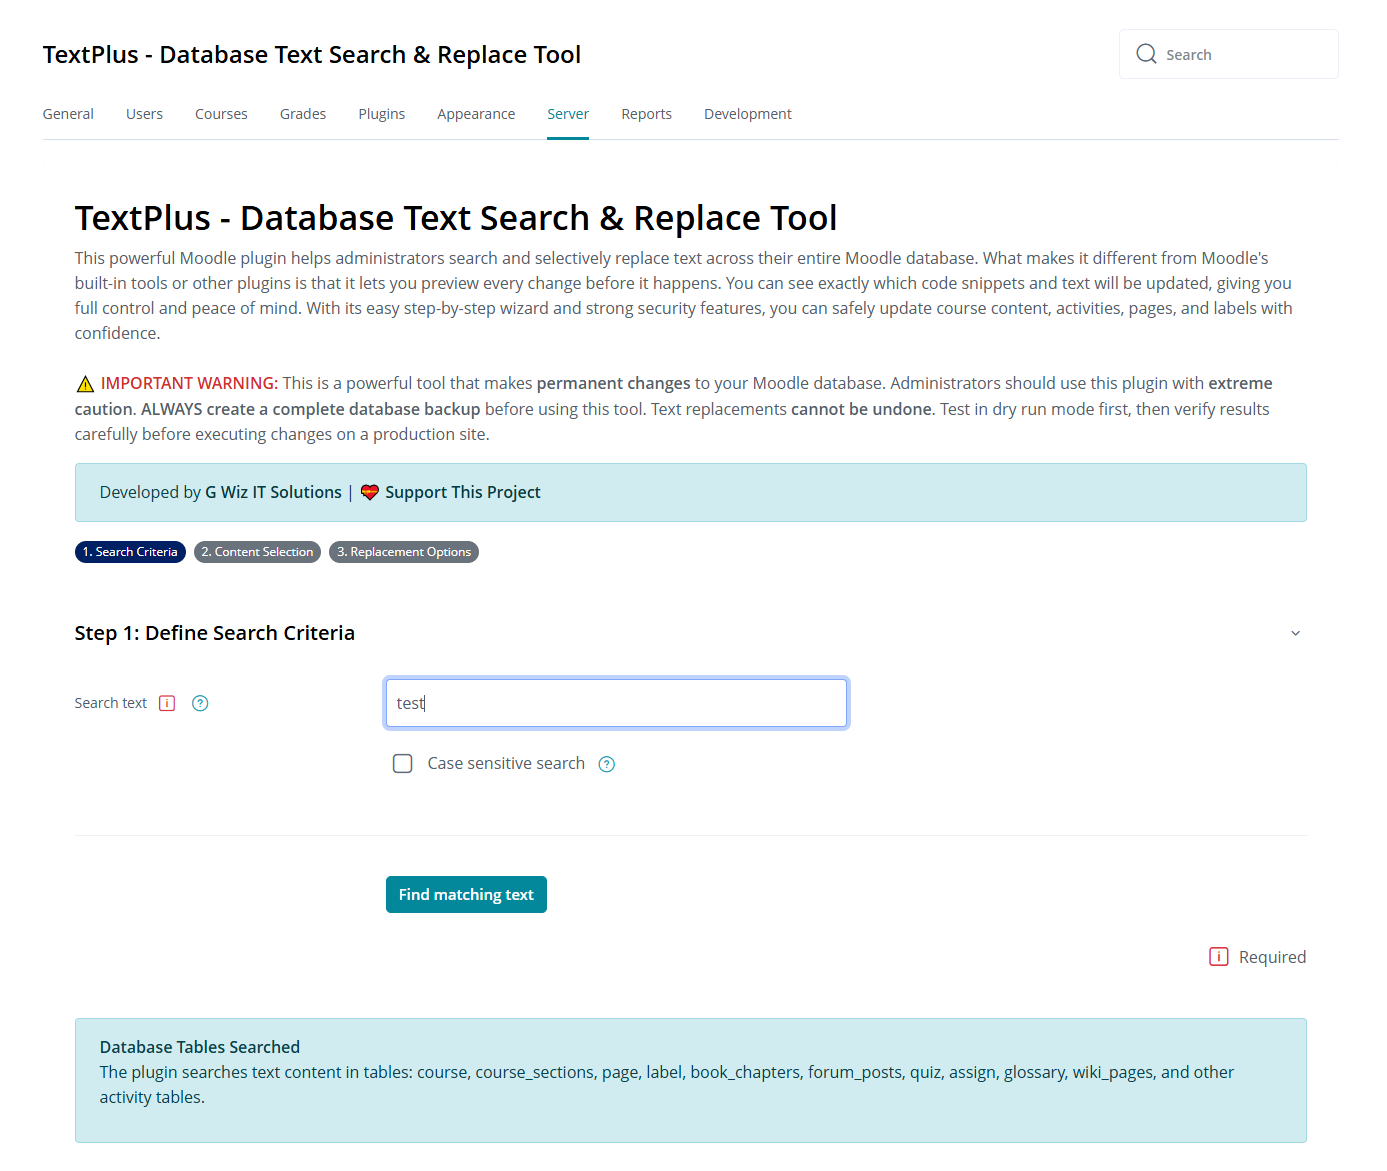 TextPlus - Database Text Search & Replace Tool
Search
General Users Courses Grades Plugins Appearance Server Reports Development
TextPlus - Database Text Search & Replace Tool
This powerful Moodle plugin helps administrators search and selectively replace text across their entire Moodle database. What makes it different from Moodle's
built-in tools or other plugins is that it lets you preview every change before it happens. You can see exactly which code snippets and text will be updated, giving you
full control and peace of mind. With its easy step-by-step wizard and strong security features, you can safely update course content, activities, pages, and labels with
confidence.
⚠ IMPORTANT WARNING: This is a powerful tool that makes permanent changes to your Moodle database. Administrators should use this plugin with extreme
caution. ALWAYS create a complete database backup before using this tool. Text replacements cannot be undone. Test in dry run mode first, then verify results
carefully before executing changes on a production site.
Developed by G Wiz IT Solutions | ❤ Support This Project
1. Search Criteria 2. Content Selection 3. Replacement Options
Step 1: Define Search Criteria
Search text
test
Case sensitive search
Find matching text
Required
Database Tables Searched
The plugin searches text content in tables: course, course_sections, page, label, book_chapters, forum_posts, quiz, assign, glossary, wiki_pages, and other
activity tables.